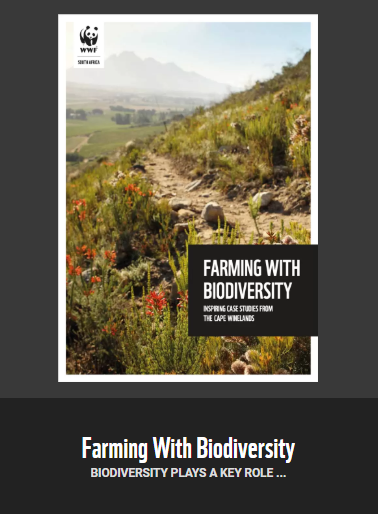 WWF
SOUTH AFRICA
FARMING WITH
BIODIVERSITY
INSPIRING CASE STUDIES FROM
THE CAPE WINELANDS
Farming With Biodiversity
BIODIVERSITY PLAYS A KEY ROLE ...